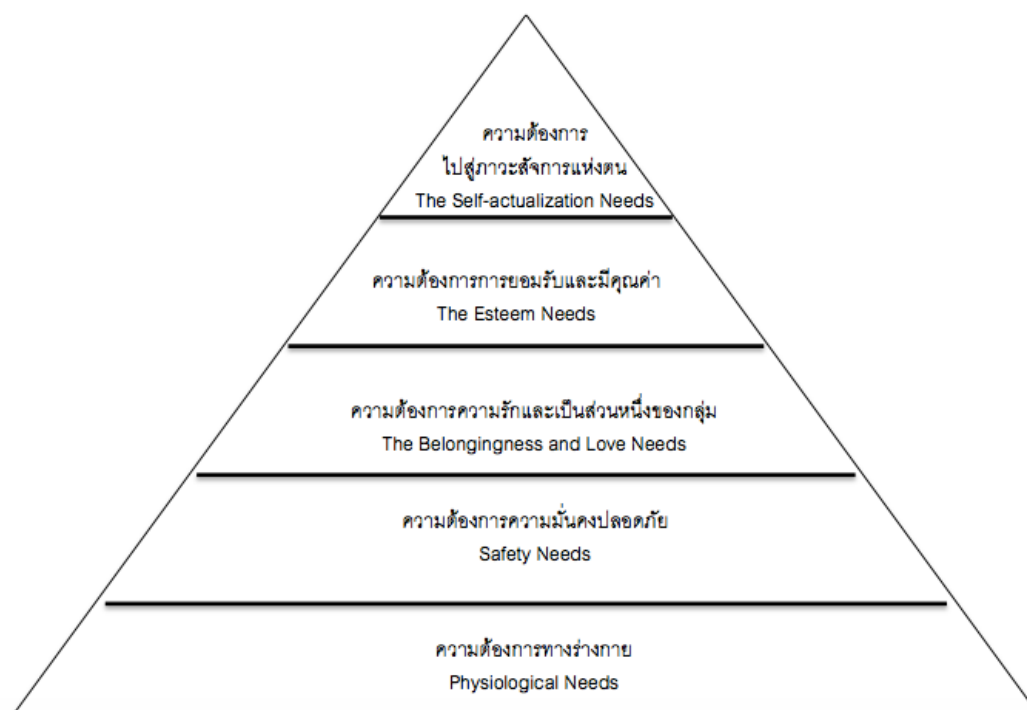 ความต้องการ
ไปสู่ภาวะสัจการแห่งตน
The Self-actualization Needs
ความต้องการการยอมรับและมีคุณค่า
The Esteem Needs
ความต้องการความรักและเป็นส่วนหนึ่งของกลุ่ม
The Belongingness and Love Needs
ความต้องการความมั่นคงปลอดภัย
Safety Needs
ความต้องการทางร่างกาย
Physiological Needs